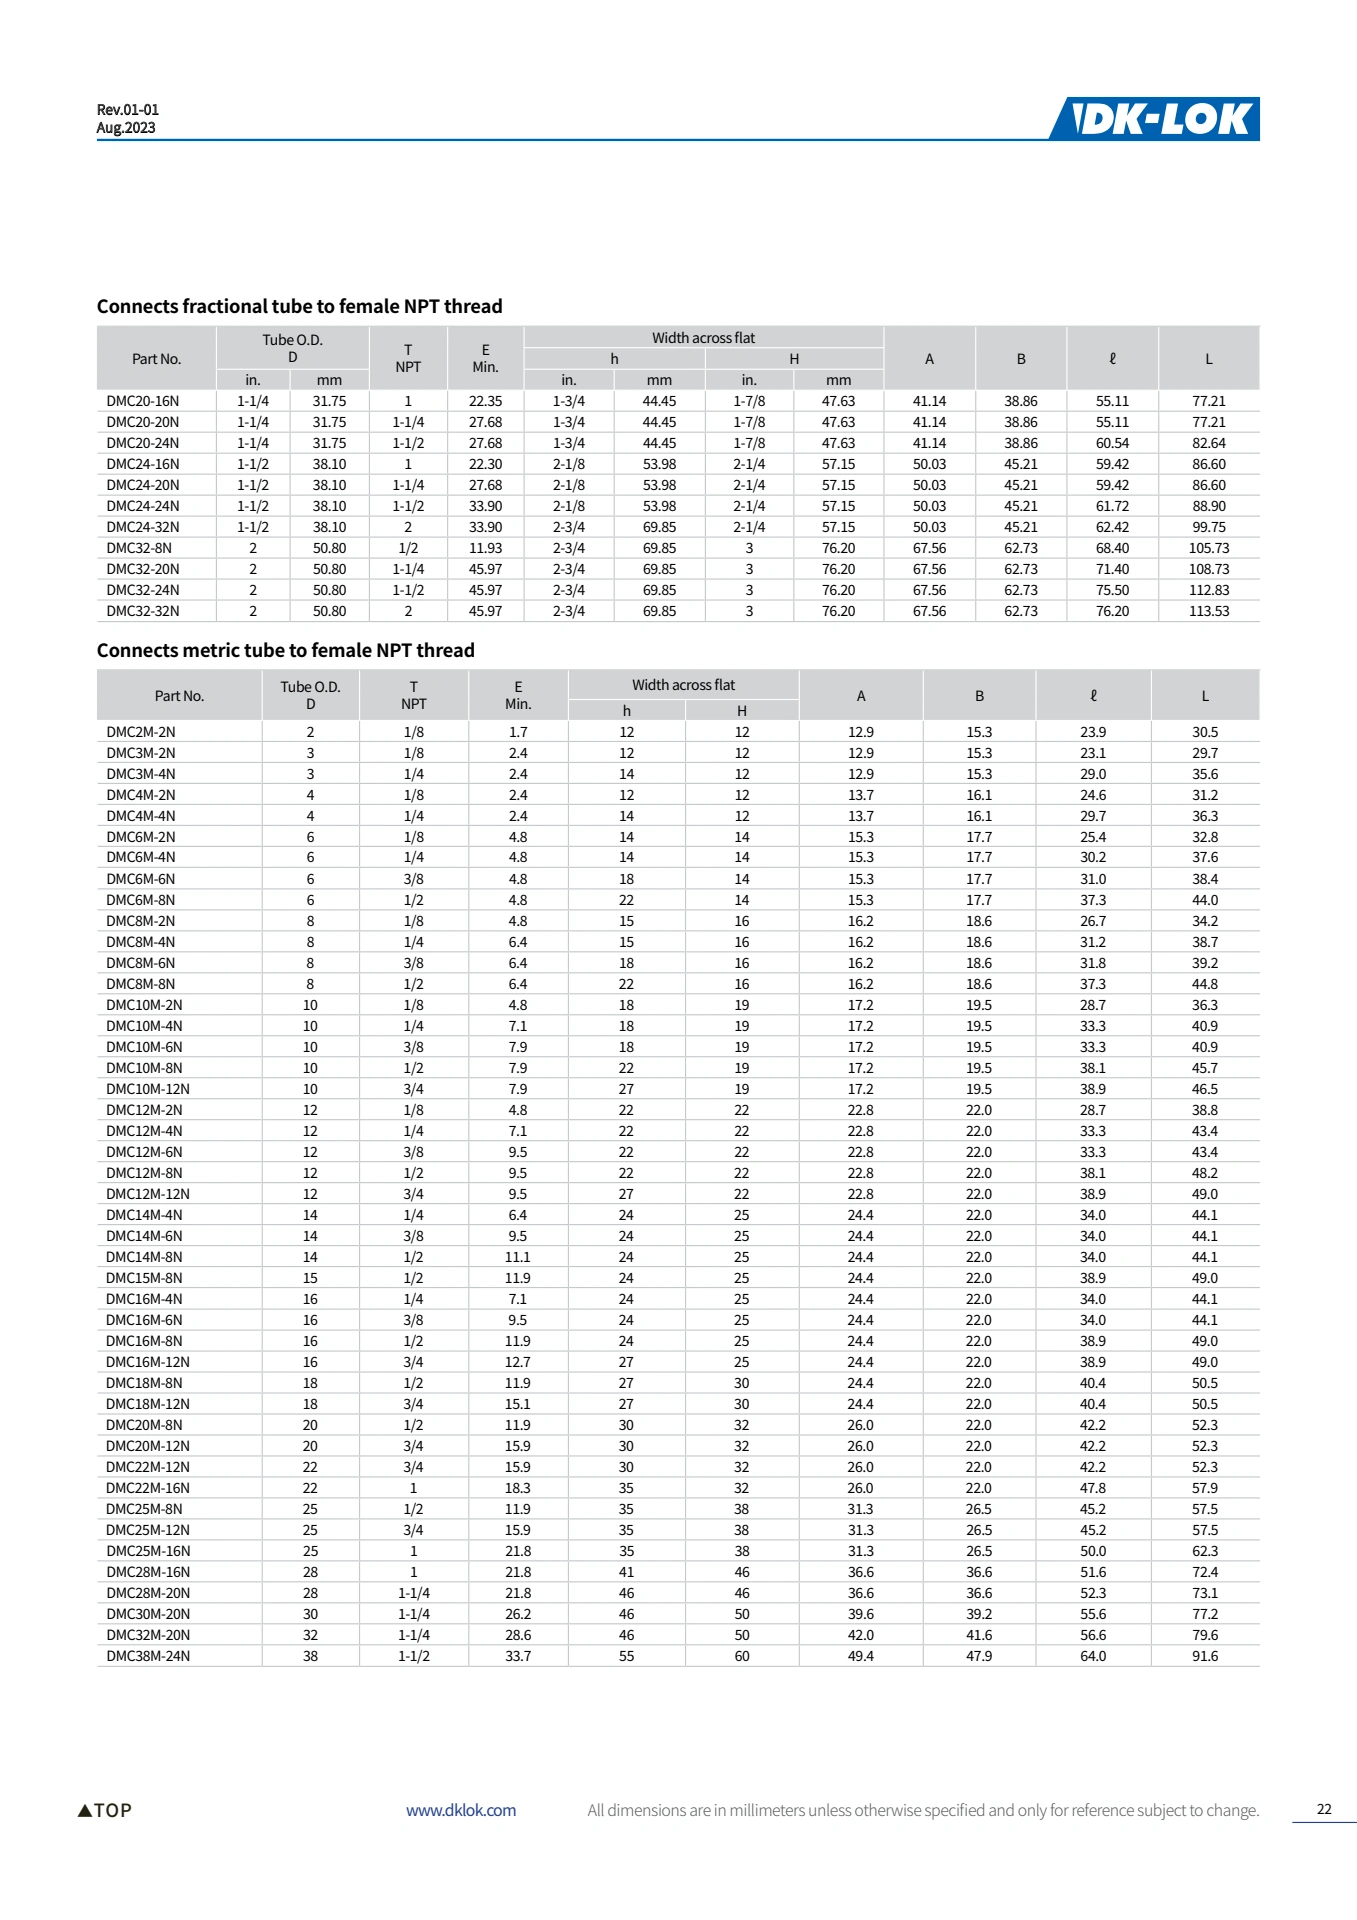 Rev.01-01
Aug.2023
DK-LOK
Connects fractional tube to female NPT thread
Part No. Tube O.D. D T NPT E Min. Width across flat A B ℓ L
h H
in. mm in. mm in. mm
DMC20-16N 1-1/4 31.75 1 22.35 1-3/4 44.45 1-7/8 47.63 41.14 38.86 55.11 77.21
DMC20-20N 1-1/4 31.75 1-1/4 27.68 1-3/4 44.45 1-7/8 47.63 41.14 38.86 55.11 77.21
DMC20-24N 1-1/4 31.75 1-1/2 27.68 1-3/4 44.45 1-7/8 47.63 41.14 38.86 60.54 82.64
DMC24-16N 1-1/2 38.10 1 22.30 2-1/8 53.98 2-1/4 57.15 50.03 45.21 59.42 86.60
DMC24-20N 1-1/2 38.10 1-1/4 27.68 2-1/8 53.98 2-1/4 57.15 50.03 45.21 59.42 86.60
DMC24-24N 1-1/2 38.10 1-1/2 33.90 2-1/8 53.98 2-1/4 57.15 50.03 45.21 61.72 88.90
DMC24-32N 1-1/2 38.10 2 33.90 2-3/4 69.85 2-1/4 57.15 50.03 45.21 62.42 99.75
DMC32-8N 2 50.80 1/2 11.93 2-3/4 69.85 3 76.20 67.56 62.73 68.40 105.73
DMC32-20N 2 50.80 1-1/4 45.97 2-3/4 69.85 3 76.20 67.56 62.73 71.40 108.73
DMC32-24N 2 50.80 1-1/2 45.97 2-3/4 69.85 3 76.20 67.56 62.73 75.50 112.83
DMC32-32N 2 50.80 2 45.97 2-3/4 69.85 3 76.20 67.56 62.73 76.20 113.53
Connects metric tube to female NPT thread
Part No. Tube O.D. D T NPT E Min. Width across flat A B ℓ L
h H
DMC2M-2N 2 1/8 1.7 12 12 12.9 15.3 23.9 30.5
DMC3M-2N 3 1/8 2.4 12 12 12.9 15.3 23.1 29.7
DMC3M-4N 3 1/4 2.4 14 12 12.9 15.3 29.0 35.6
DMC4M-2N 4 1/8 2.4 12 12 13.7 16.1 24.6 31.2
DMC4M-4N 4 1/4 2.4 14 12 13.7 16.1 29.7 36.3
DMC6M-2N 6 1/8 4.8 14 14 15.3 17.7 25.4 32.8
DMC6M-4N 6 1/4 4.8 14 14 15.3 17.7 30.2 37.6
DMC6M-6N 6 3/8 4.8 18 14 15.3 17.7 31.0 38.4
DMC6M-8N 6 1/2 4.8 22 14 15.3 17.7 37.3 44.0
DMC8M-2N 8 1/8 4.8 15 16 16.2 18.6 26.7 34.2
DMC8M-4N 8 1/4 6.4 15 16 16.2 18.6 31.2 38.7
DMC8M-6N 8 3/8 6.4 18 16 16.2 18.6 31.8 39.2
DMC8M-8N 8 1/2 6.4 22 16 16.2 18.6 37.3 44.8
DMC10M-2N 10 1/8 4.8 18 19 17.2 19.5 28.7 36.3
DMC10M-4N 10 1/4 7.1 18 19 17.2 19.5 33.3 40.9
DMC10M-6N 10 3/8 7.9 18 19 17.2 19.5 33.3 40.9
DMC10M-8N 10 1/2 7.9 22 19 17.2 19.5 38.1 45.7
DMC10M-12N 10 3/4 7.9 27 19 17.2 19.5 38.9 46.5
DMC12M-2N 12 1/8 4.8 22 22 22.8 22.0 28.7 38.8
DMC12M-4N 12 1/4 7.1 22 22 22.8 22.0 33.3 43.4
DMC12M-6N 12 3/8 9.5 22 22 22.8 22.0 33.3 43.4
DMC12M-8N 12 1/2 9.5 22 22 22.8 22.0 38.1 48.2
DMC12M-12N 12 3/4 9.5 27 22 22.8 22.0 38.9 49.0
DMC14M-4N 14 1/4 6.4 24 25 24.4 22.0 34.0 44.1
DMC14M-6N 14 3/8 9.5 24 25 24.4 22.0 34.0 44.1
DMC14M-8N 14 1/2 11.1 24 25 24.4 22.0 34.0 44.1
DMC15M-8N 15 1/2 11.9 24 25 24.4 22.0 38.9 49.0
DMC16M-4N 16 1/4 7.1 24 25 24.4 22.0 34.0 44.1
DMC16M-6N 16 3/8 9.5 24 25 24.4 22.0 34.0 44.1
DMC16M-8N 16 1/2 11.9 24 25 24.4 22.0 38.9 49.0
DMC16M-12N 16 3/4 12.7 27 25 24.4 22.0 38.9 49.0
DMC18M-8N 18 1/2 11.9 27 30 24.4 22.0 40.4 50.5
DMC18M-12N 18 3/4 15.1 27 30 24.4 22.0 40.4 50.5
DMC20M-8N 20 1/2 11.9 30 32 26.0 22.0 42.2 52.3
DMC20M-12N 20 3/4 15.9 30 32 26.0 22.0 42.2 52.3
DMC22M-12N 22 3/4 15.9 30 32 26.0 22.0 42.2 52.3
DMC22M-16N 22 1 18.3 35 32 26.0 22.0 47.8 57.9
DMC25M-8N 25 1/2 11.9 35 38 31.3 26.5 45.2 57.5
DMC25M-12N 25 3/4 15.9 35 38 31.3 26.5 45.2 57.5
DMC25M-16N 25 1 21.8 35 38 31.3 26.5 50.0 62.3
DMC28M-16N 28 1 21.8 41 46 36.6 36.6 51.6 72.4
DMC28M-20N 28 1-1/4 21.8 46 46 36.6 36.6 52.3 73.1
DMC30M-20N 30 1-1/4 26.2 46 50 39.6 39.2 55.6 77.2
DMC32M-20N 32 1-1/4 28.6 46 50 42.0 41.6 56.6 79.6
DMC38M-24N 38 1-1/2 33.7 55 60 49.4 47.9 64.0 91.6
▲TOP www.dklok.com All dimensions are in millimeters unless otherwise specified and only for reference subject to change. 22